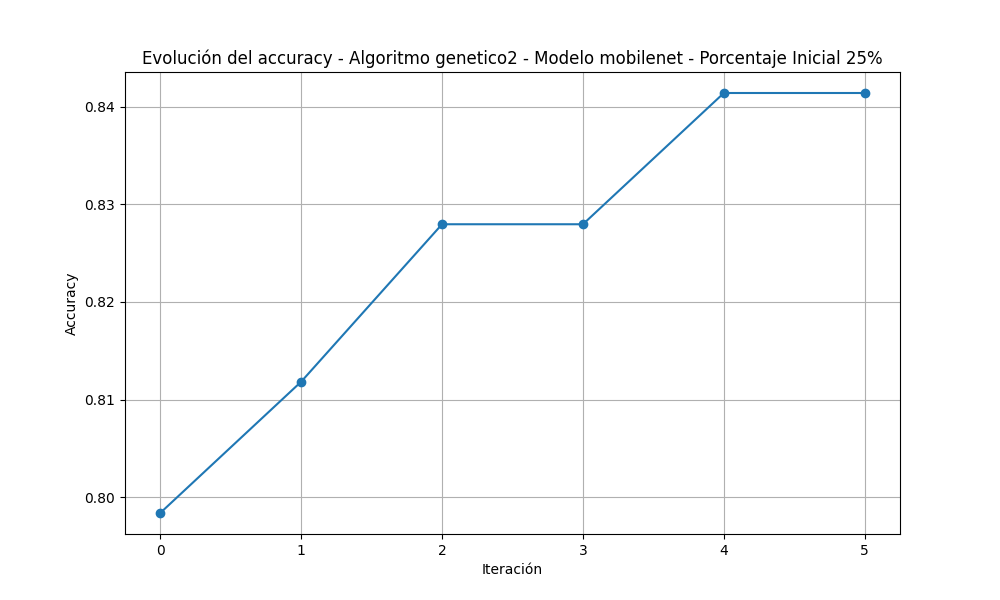 Evolución del accuracy - Algoritmo genetico2 - Modelo mobilenet - Porcentaje Inicial 25%
0.84
0.83
0.82
0.81
0.80
Accuracy
0 1 2 3 4 5
Iteración